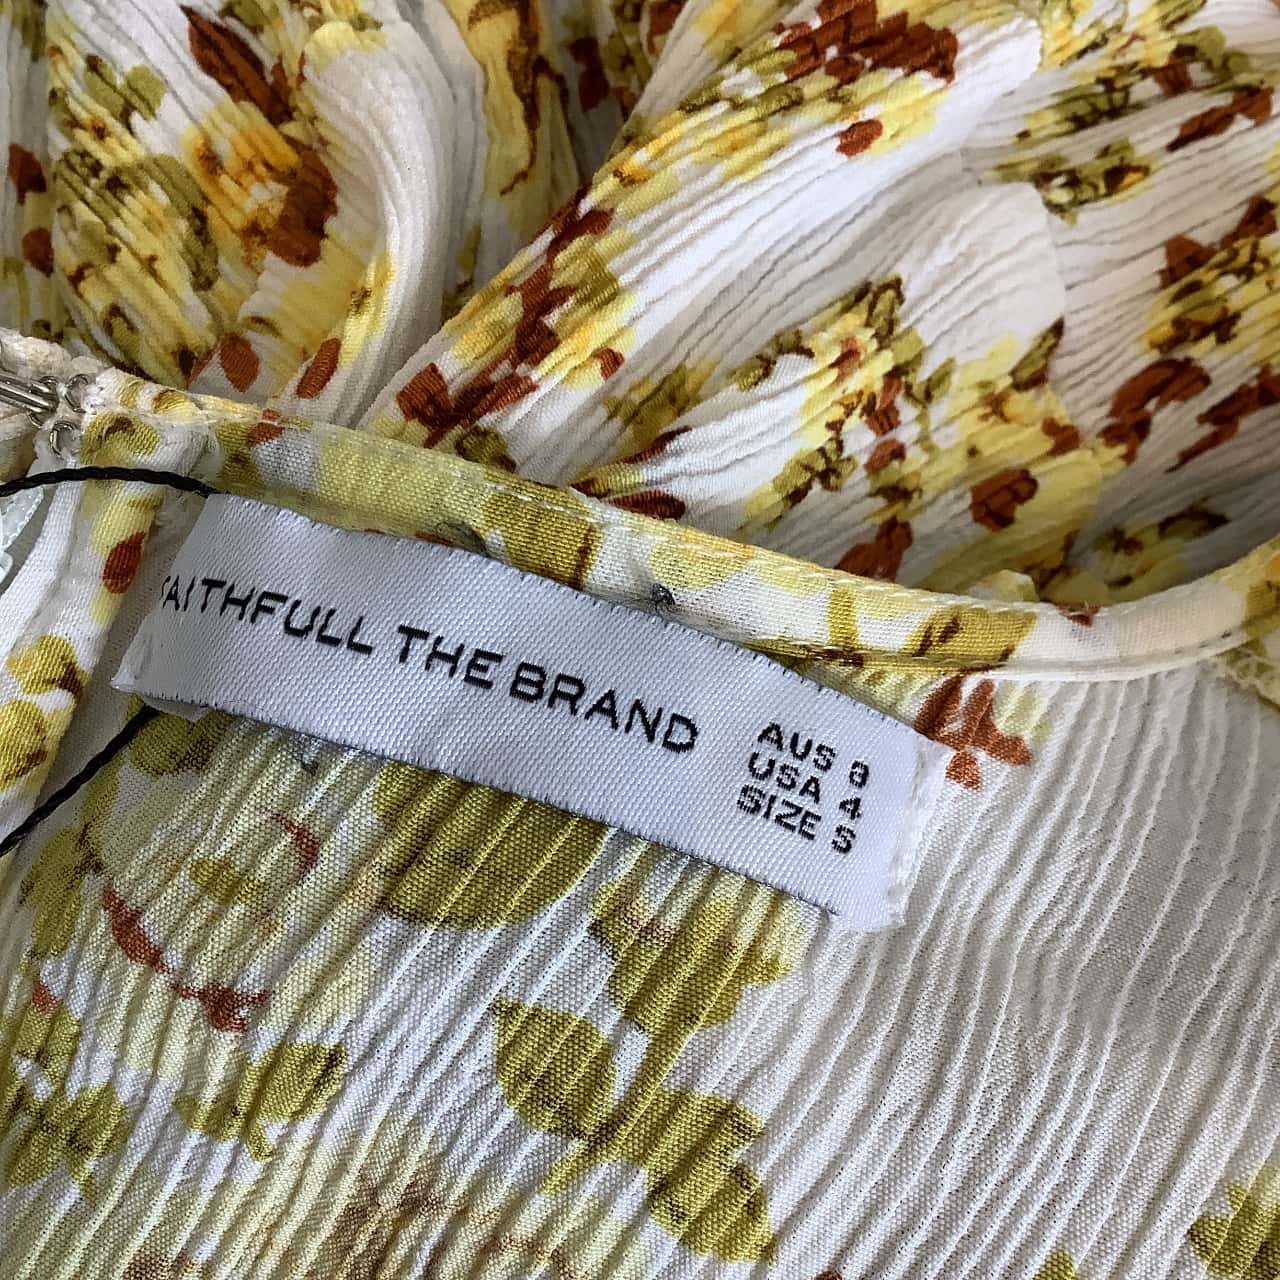 FAITHFULL THE BRAND
AUS 8
USA 4
SIZE S